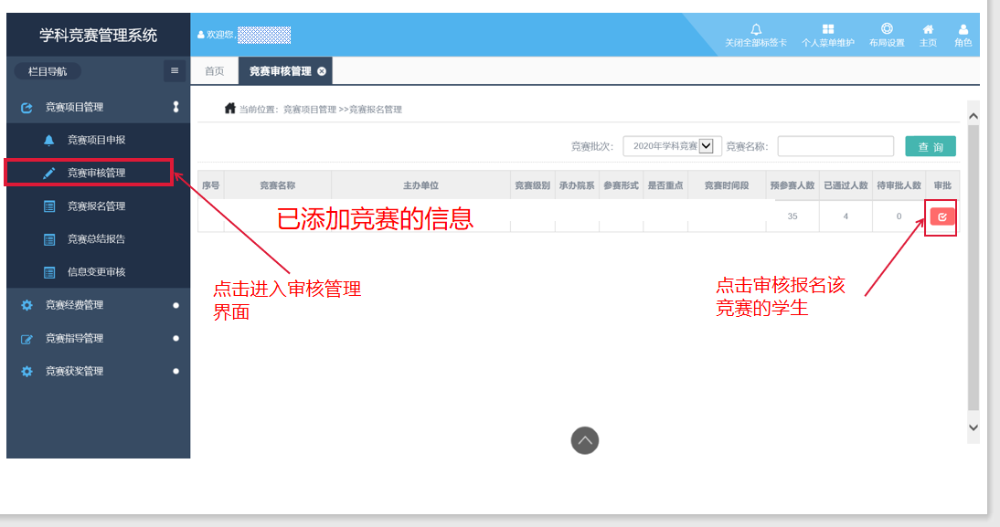 学科竞赛管理系统
欢迎您,
关闭全部标签卡 个人菜单维护 布局设置 主页 角色
栏目导航
首页 竞赛审核管理
竞赛项目管理
竞赛项目申报
竞赛审核管理
竞赛报名管理
竞赛总结报告
信息变更审核
竞赛经费管理
竞赛指导管理
竞赛获奖管理
当前位置: 竞赛项目管理 >>竞赛报名管理
竞赛批次: 2020年学科竞赛 竞赛名称: 查 询
序号 竞赛名称 主办单位 竞赛级别 承办院系 参赛形式 是否重点 竞赛时间段 预参赛人数 已通过人数 待审批人数 审批
35 4 0
已添加竞赛的信息
点击进入审核管理
界面
点击审核报名该
竞赛的学生